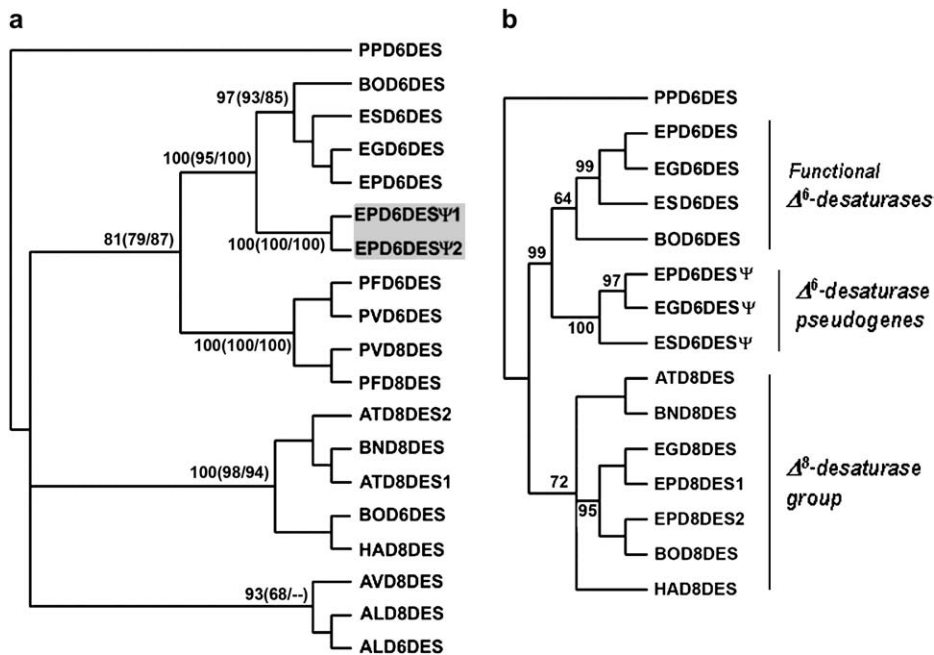 a
PPD6DES
BOD6DES
97(93/85)
ESD6DES
EGD6DES
100(95/100)
EPD6DES
EPD6DESΨ1
81(79/87)
100(100/100)
EPD6DESΨ2
PFD6DES
PVD6DES
100(100/100)
PVD8DES
PFD8DES
ATD8DES2
BND8DES
100(98/94)
ATD8DES1
BOD6DES
HAD8DES
AVD8DES
93(68/--)
ALD8DES
ALD6DES
b
PPD6DES
EPD6DES
99
EGD6DES
64
ESD6DES
BOD6DES
Functional
Δ⁶-desaturases
99
EPD6DESΨ
97
EGD6DESΨ
100
ESD6DESΨ
Δ⁶-desaturase
pseudogenes
ATD8DES
BND8DES
EGD8DES
72
EPD8DES1
95
EPD8DES2
BOD8DES
HAD8DES
Δ⁸-desaturase
group